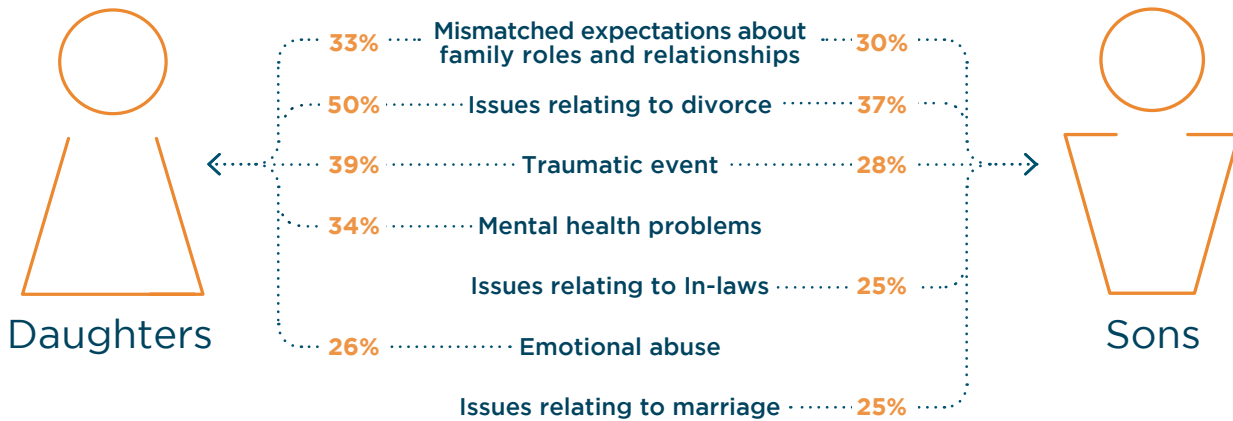 33% Mismatched expectations about family roles and relationships 30%
50% Issues relating to divorce 37%
39% Traumatic event 28%
34% Mental health problems
Issues relating to In-laws 25%
Daughters
Sons
26% Emotional abuse
Issues relating to marriage 25%